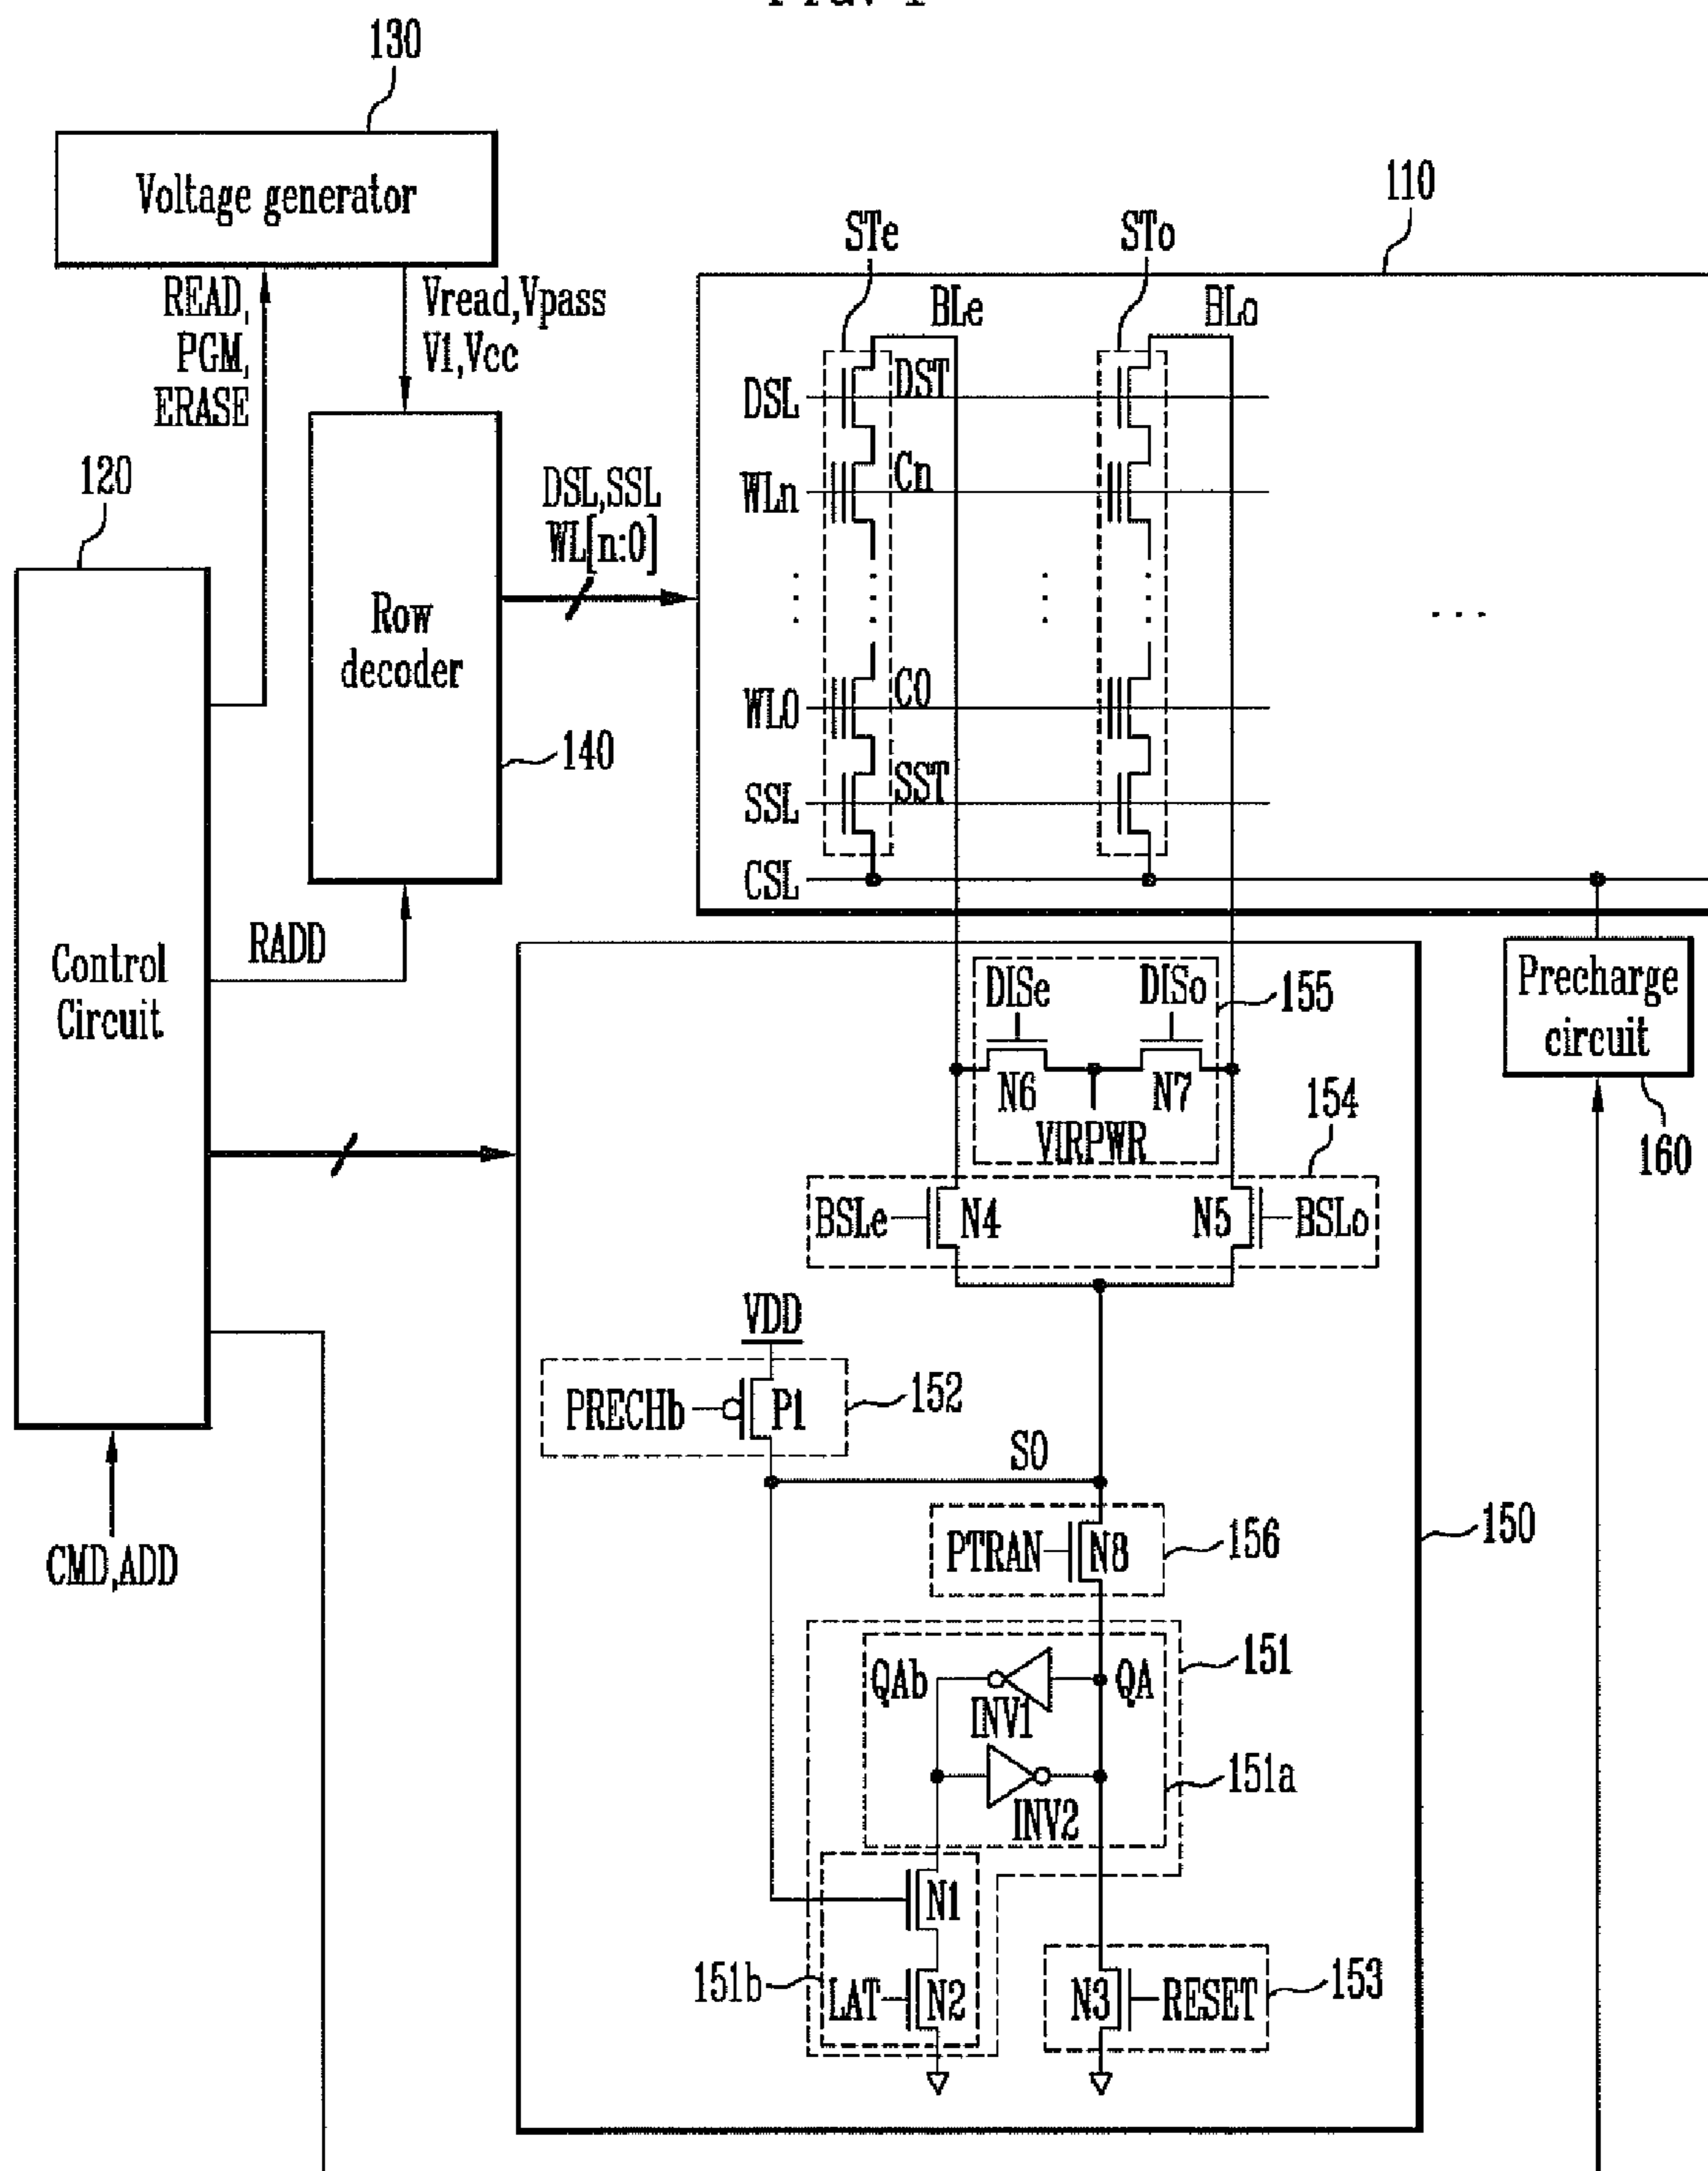 130
Voltage generator
110
STe
STo
READ,
PGM,
ERASE
Vread,Vpass
V1,Vcc
BLe
BLo
DSL
DST
120
DSL,SSL
WL[n:0]
WLn
Cn
Row
decoder
WL0
C0
140
SSL
SST
CSL
Control
Circuit
RADD
DISe
DISo
155
Precharge
circuit
N6
N7
VIRPWR
154
160
BSLe
N4
N5
BSLo
VDD
PRECHb
P1
152
SO
CMD,ADD
PTRAN
N8
156
150
QAb
INV1
QA
151
INV2
151a
N1
151b
LAT
N2
N3
RESET
153